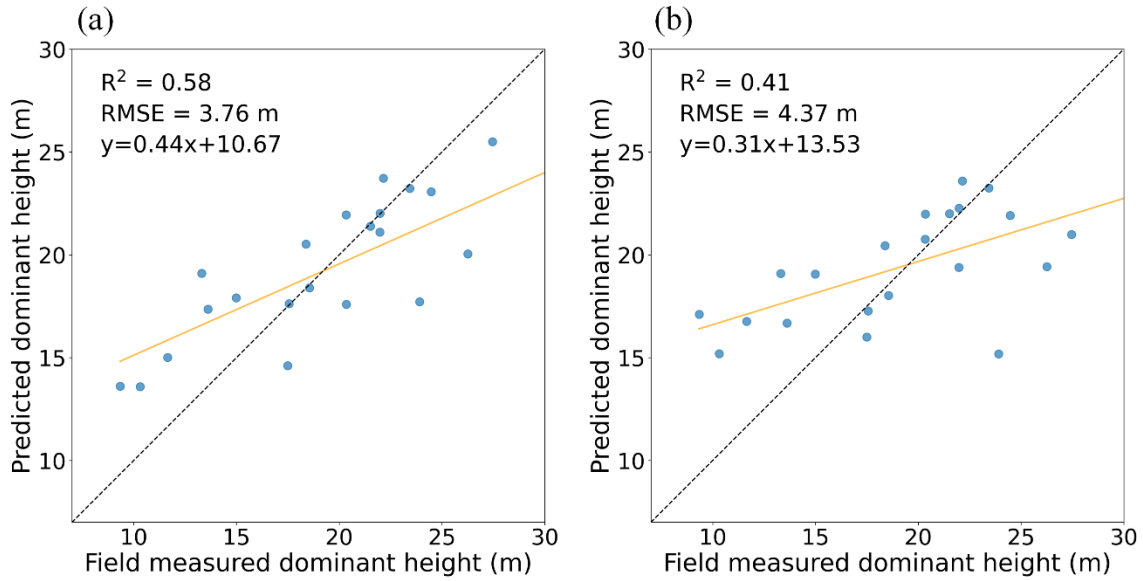 (a)
30
25
20
15
10
R² = 0.58
RMSE = 3.76 m
y=0.44x+10.67
Predicted dominant height (m)
10 15 20 25 30
Field measured dominant height (m)
(b)
30
25
20
15
10
R² = 0.41
RMSE = 4.37 m
y=0.31x+13.53
Predicted dominant height (m)
10 15 20 25 30
Field measured dominant height (m)